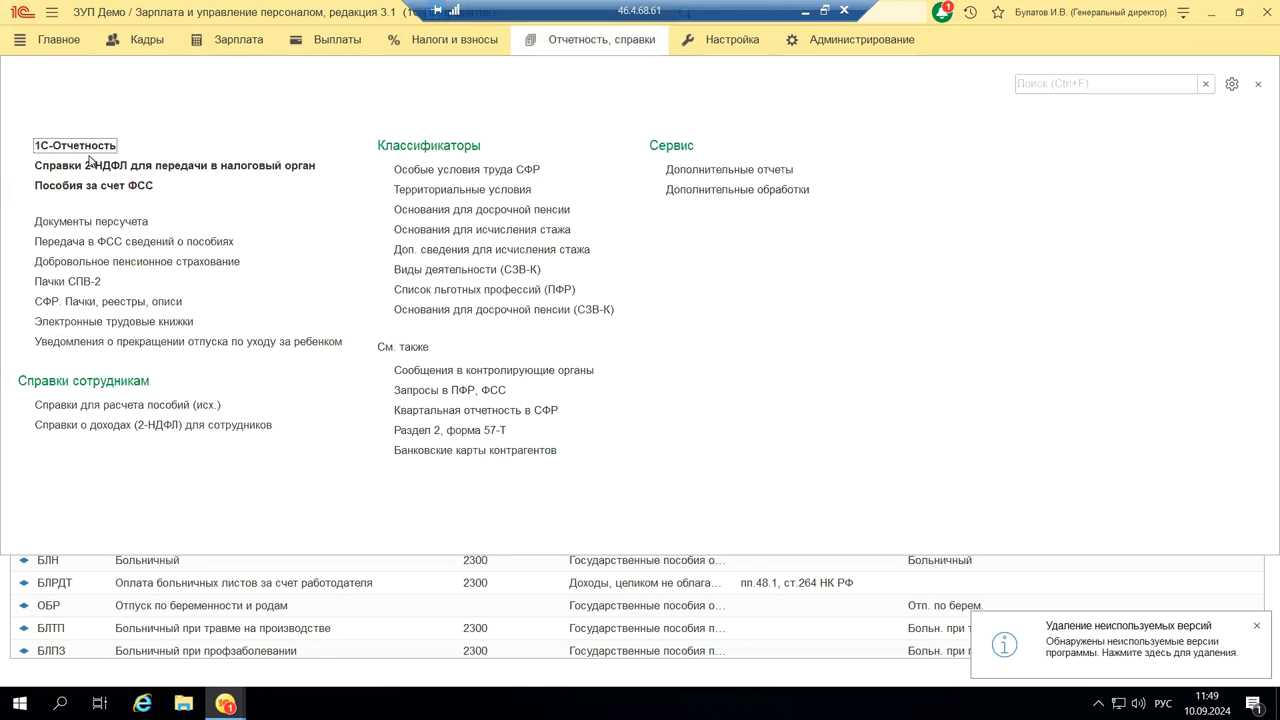 ЗУП Демо / Зарплата и управление персоналом, редакция 3.1 (1С:
46.4.68.61
Булатов И.В. (Генеральный директор)
1
Главное
Кадры
Зарплата
Выплаты
Налоги и взносы
Отчетность, справки
Настройка
Администрирование
Поиск (Ctrl+F)
1С-Отчетность
Справки 2-НДФЛ для передачи в налоговый орган
Пособия за счет ФСС
Документы персучета
Передача в ФСС сведений о пособиях
Добровольное пенсионное страхование
Пачки СПВ-2
СФР. Пачки, реестры, описи
Электронные трудовые книжки
Уведомления о прекращении отпуска по уходу за ребенком
Справки сотрудникам
Справки для расчета пособий (исх.)
Справки о доходах (2-НДФЛ) для сотрудников
Классификаторы
Особые условия труда СФР
Территориальные условия
Основания для досрочной пенсии
Основания для исчисления стажа
Доп. сведения для исчисления стажа
Виды деятельности (СЗВ-К)
Список льготных профессий (ПФР)
Основания для досрочной пенсии (СЗВ-К)
См. также
Сообщения в контролирующие органы
Запросы в ПФР, ФСС
Квартальная отчетность в СФР
Раздел 2, форма 57-Т
Банковские карты контрагентов
Сервис
Дополнительные отчеты
Дополнительные обработки
БЛН Больничный 2300 Государственные пособия о... Больничный
БЛРДТ Оплата больничных листов за счет работодателя 2300 Доходы, целиком не облага... пп.48.1, ст.264 НК РФ
ОБР Отпуск по беременности и родам Государственные пособия о... Отп. по берем.
БЛТП Больничный при травме на производстве 2300 Государственные пособия п... Больн. при
БЛПЗ Больничный при профзаболевании 2300 Государственные пособия п... Больн. при
Удаление неиспользуемых версий
Обнаружены неиспользуемые версии
программы. Нажмите здесь для удаления.
РУС
11:49
10.09.2024
1
1